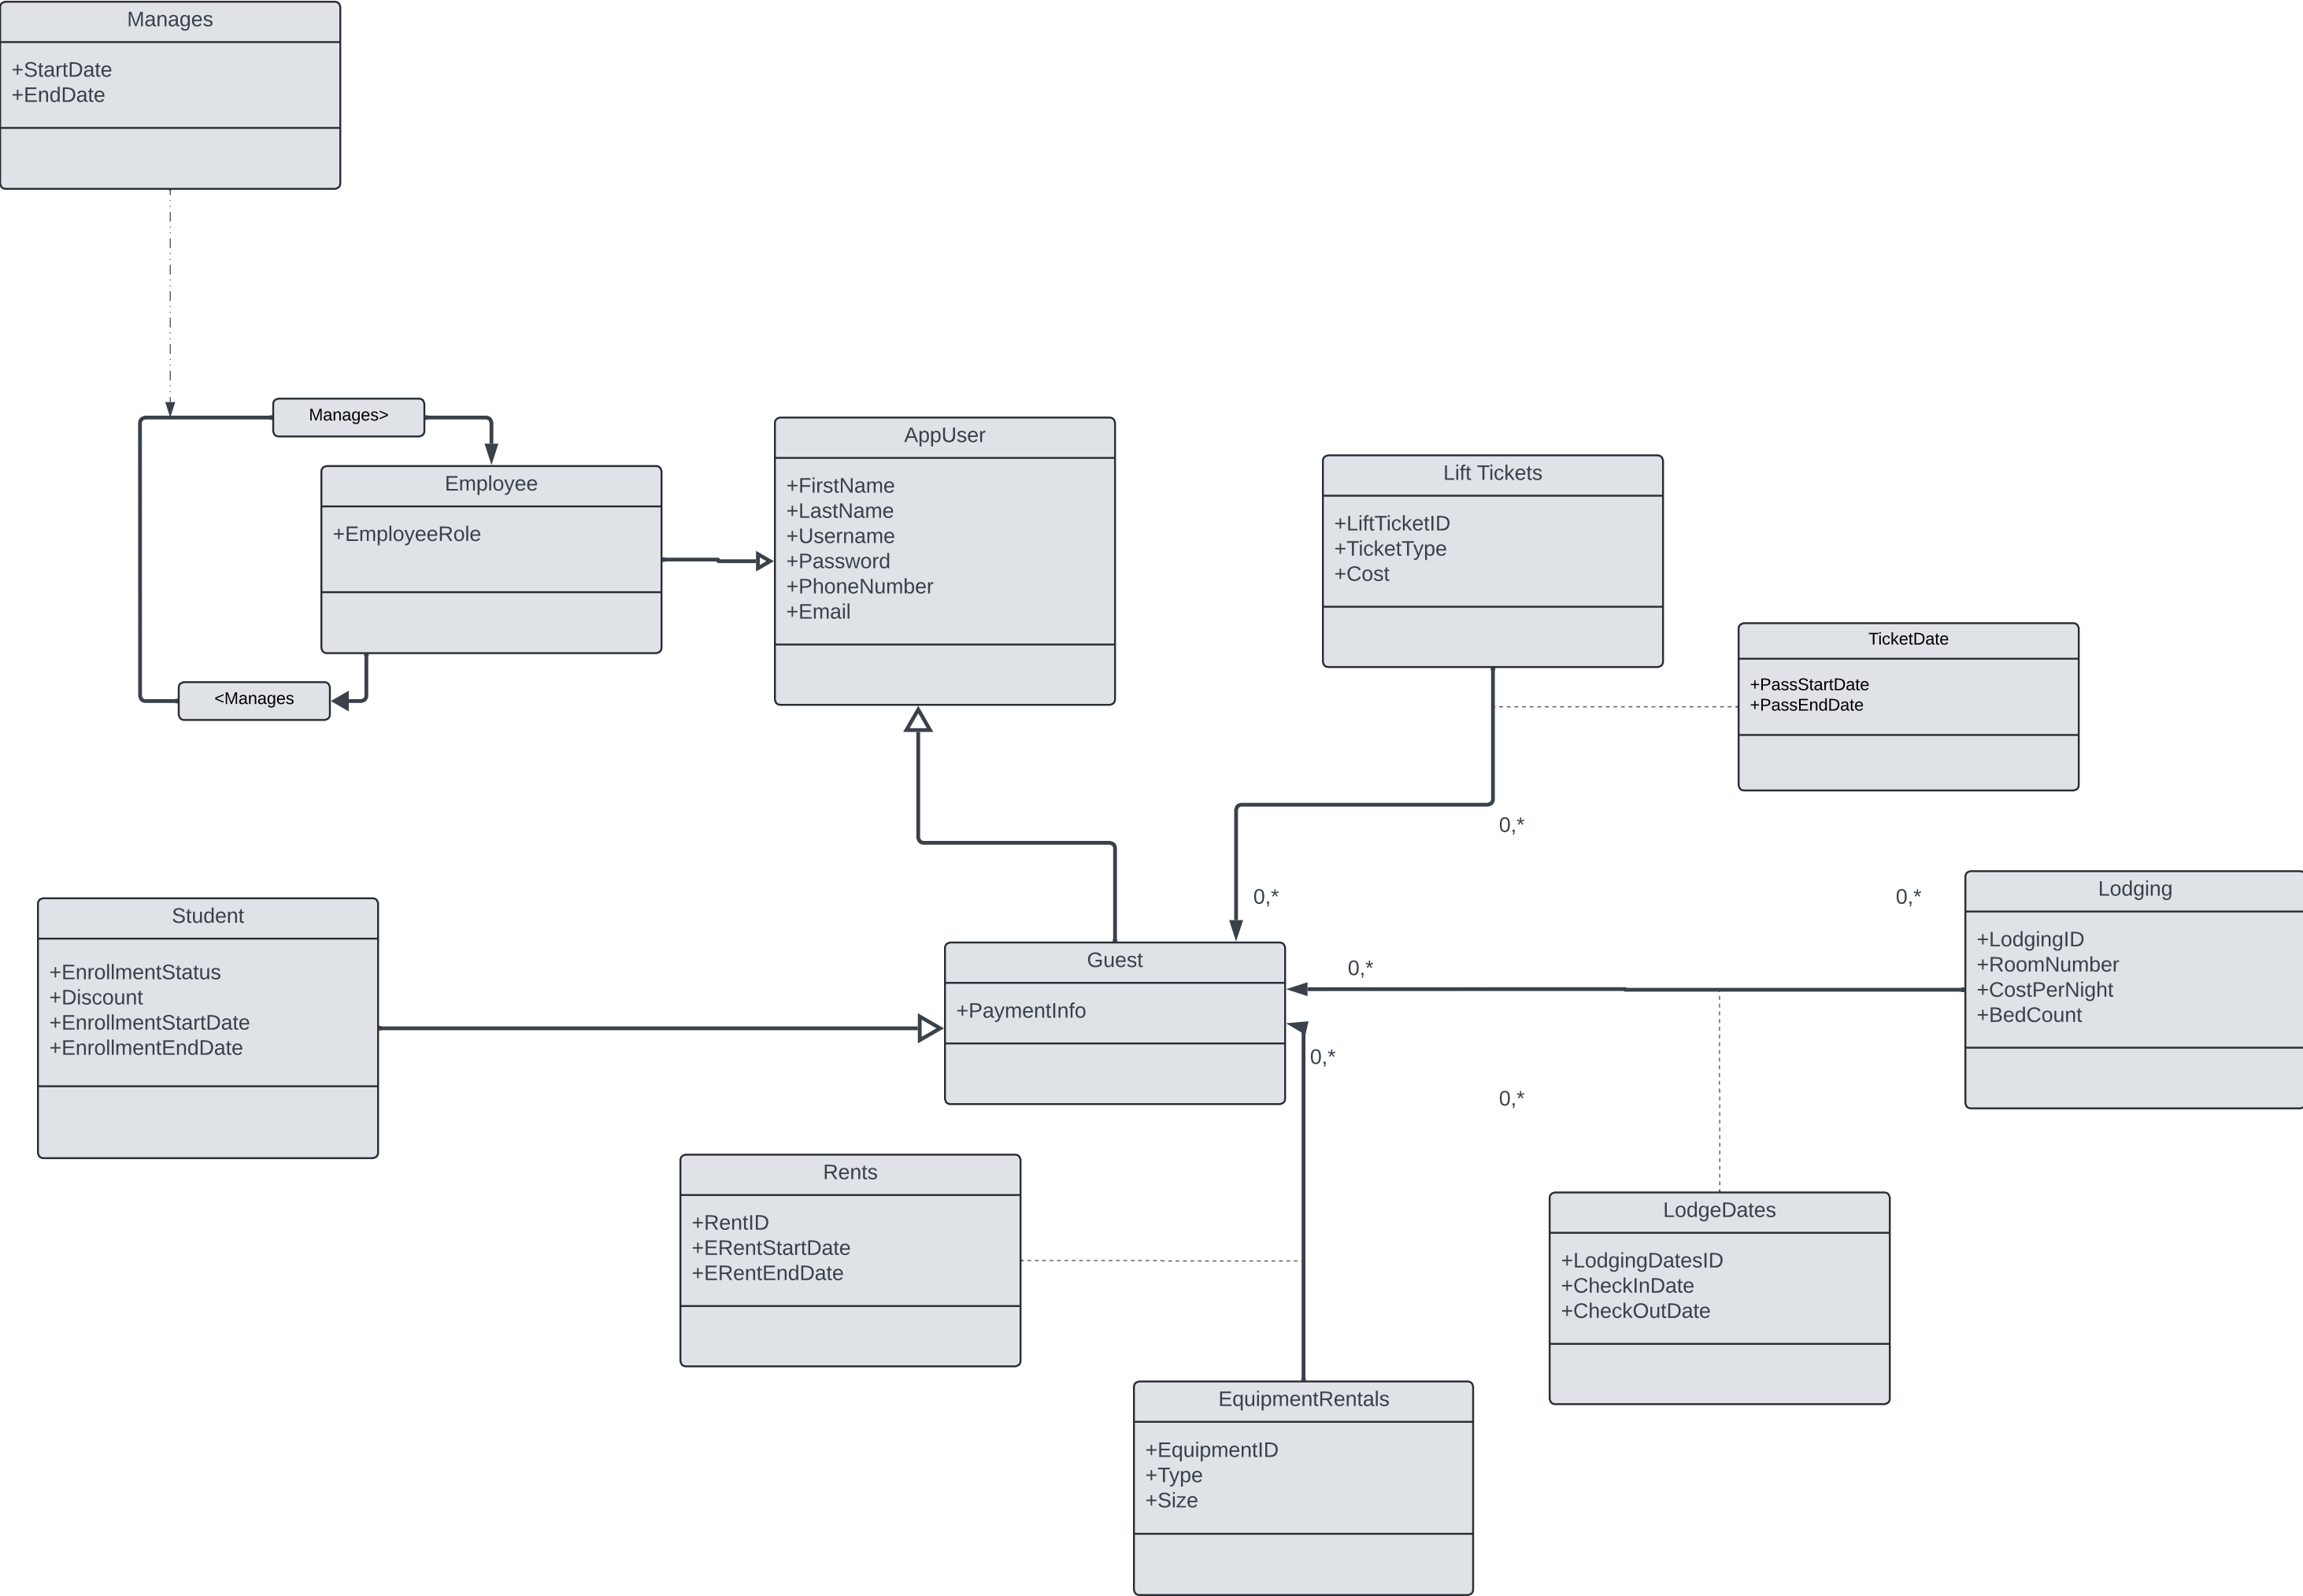 Manages
+StartDate
+EndDate
Manages>
Employee
+EmployeeRole
<Manages
AppUser
+FirstName
+LastName
+Username
+Password
+PhoneNumber
+Email
Lift Tickets
+LiftTicketID
+TicketType
+Cost
TicketDate
+PassStartDate
+PassEndDate
0,*
0,*
0,*
Lodging
+LodgingID
+RoomNumber
+CostPerNight
+BedCount
Student
+EnrollmentStatus
+Discount
+EnrollmentStartDate
+EnrollmentEndDate
Guest
+PaymentInfo
0,*
0,*
0,*
Rents
+RentID
+ERentStartDate
+ERentEndDate
LodgeDates
+LodgingDatesID
+CheckInDate
+CheckOutDate
EquipmentRentals
+EquipmentID
+Type
+Size